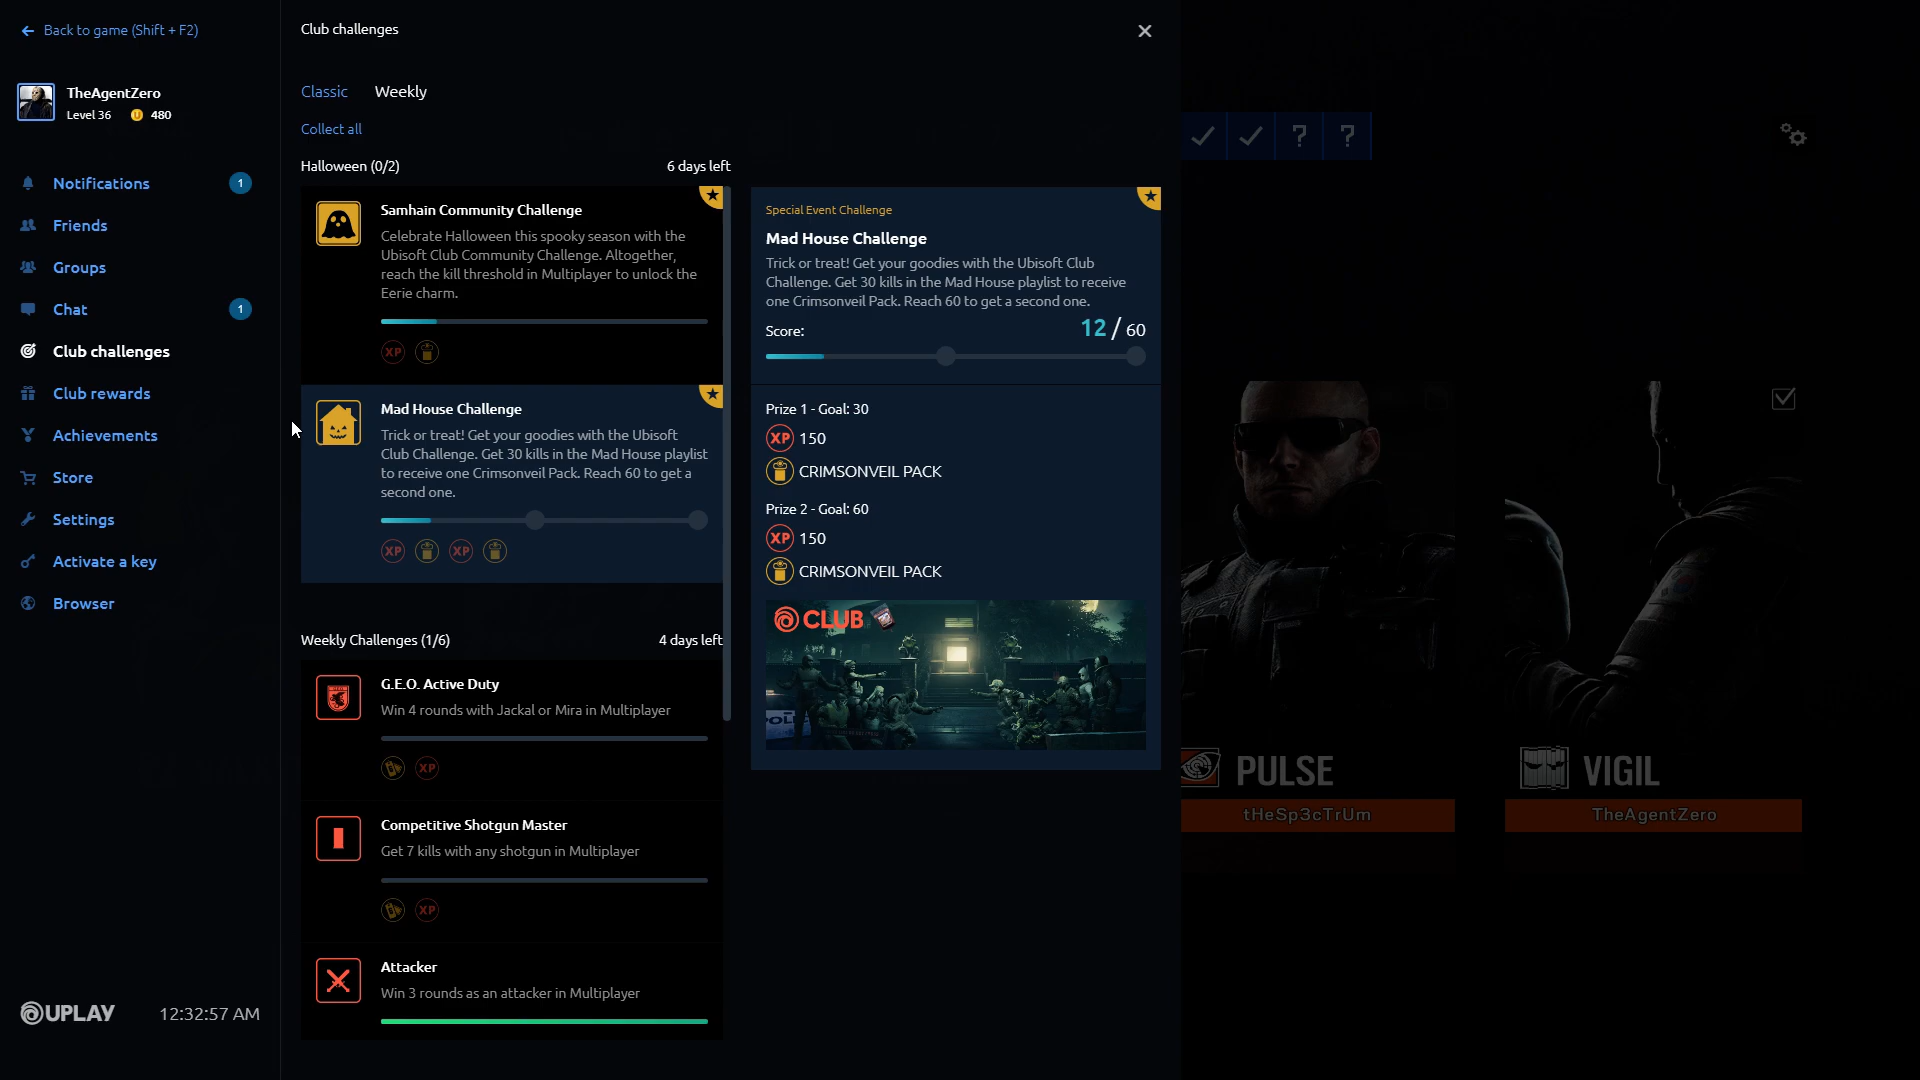 Back to game (Shift + F2)
TheAgentZero
Level 36
480
Notifications
1
Friends
Groups
Chat
1
Club challenges
Club rewards
Achievements
Store
Settings
Activate a key
Browser
UPLAY
12:32:57 AM
Club challenges
Classic Weekly
Collect all
Halloween (0/2) 6 days left
Samhain Community Challenge
Celebrate Halloween this spooky season with the
Ubisoft Club Community Challenge. Altogether,
reach the kill threshold in Multiplayer to unlock the
Eerie charm.
XP
Mad House Challenge
Trick or treat! Get your goodies with the Ubisoft
Club Challenge. Get 30 kills in the Mad House playlist
to receive one Crimsonveil Pack. Reach 60 to get a
second one.
XP XP
Weekly Challenges (1/6) 4 days left
G.E.O. Active Duty
Win 4 rounds with Jackal or Mira in Multiplayer
XP
Competitive Shotgun Master
Get 7 kills with any shotgun in Multiplayer
XP
Attacker
Win 3 rounds as an attacker in Multiplayer
Special Event Challenge
Mad House Challenge
Trick or treat! Get your goodies with the Ubisoft Club
Challenge. Get 30 kills in the Mad House playlist to receive
one Crimsonveil Pack. Reach 60 to get a second one.
Score: 12 / 60
Prize 1 - Goal: 30
XP 150
CRIMSONVEIL PACK
Prize 2 - Goal: 60
XP 150
CRIMSONVEIL PACK
CLUB
POL
? ?
PULSE
tHeSp3cTrUm
VIGIL
TheAgentZero